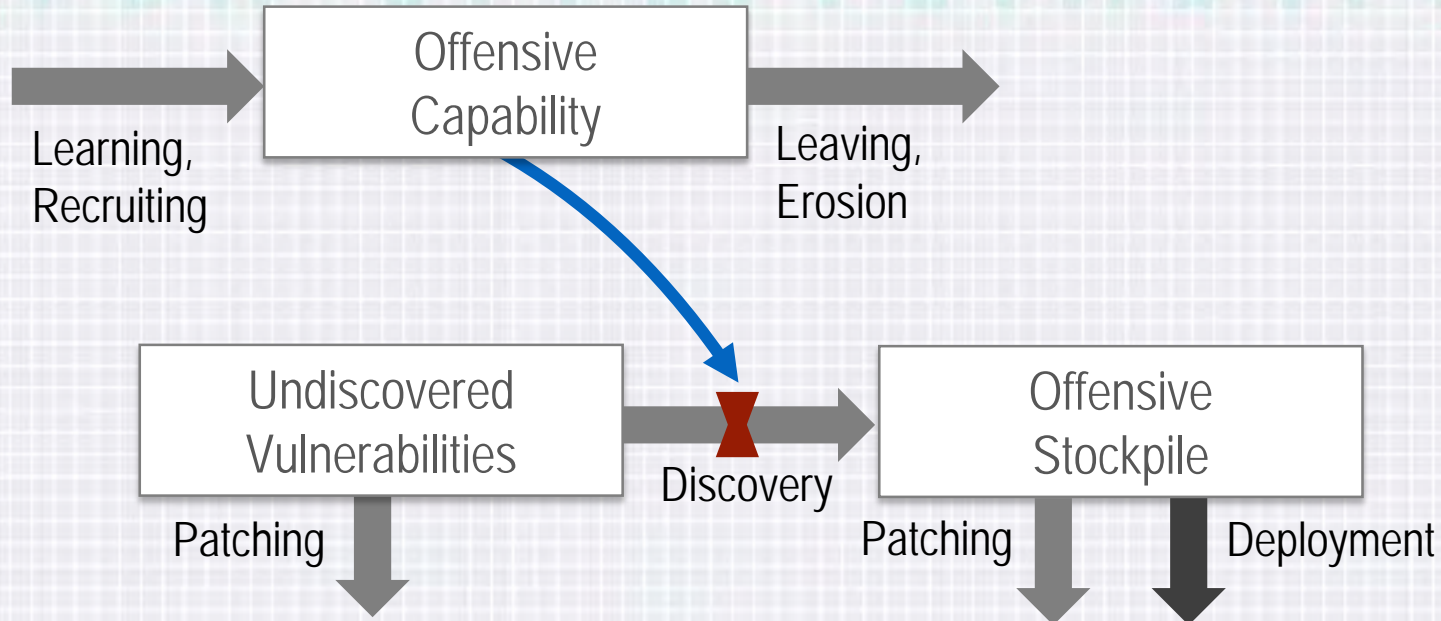 Offensive
Capability
Learning,
Recruiting
Leaving,
Erosion
Undiscovered
Vulnerabilities
Discovery
Offensive
Stockpile
Patching
Patching
Deployment